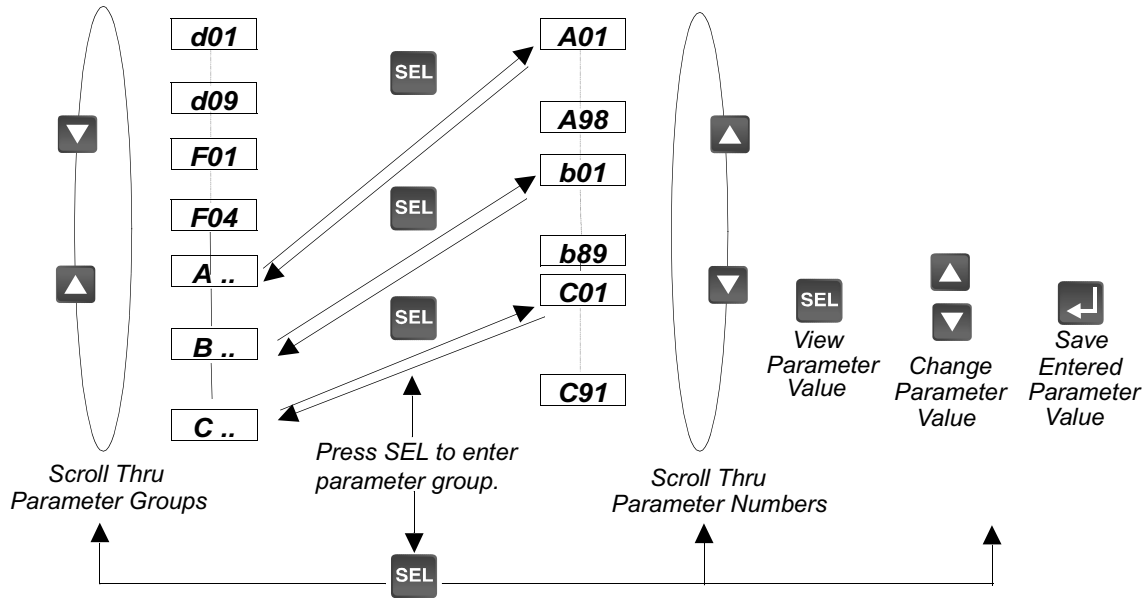 d01
d09
F01
F04
A ..
B ..
C ..
Scroll Thru
Parameter Groups
SEL
SEL
SEL
Press SEL to enter
parameter group.
SEL
A01
A98
b01
b89
C01
C91
Scroll Thru
Parameter Numbers
SEL
View
Parameter
Value
Change
Parameter
Value
Save
Entered
Parameter
Value